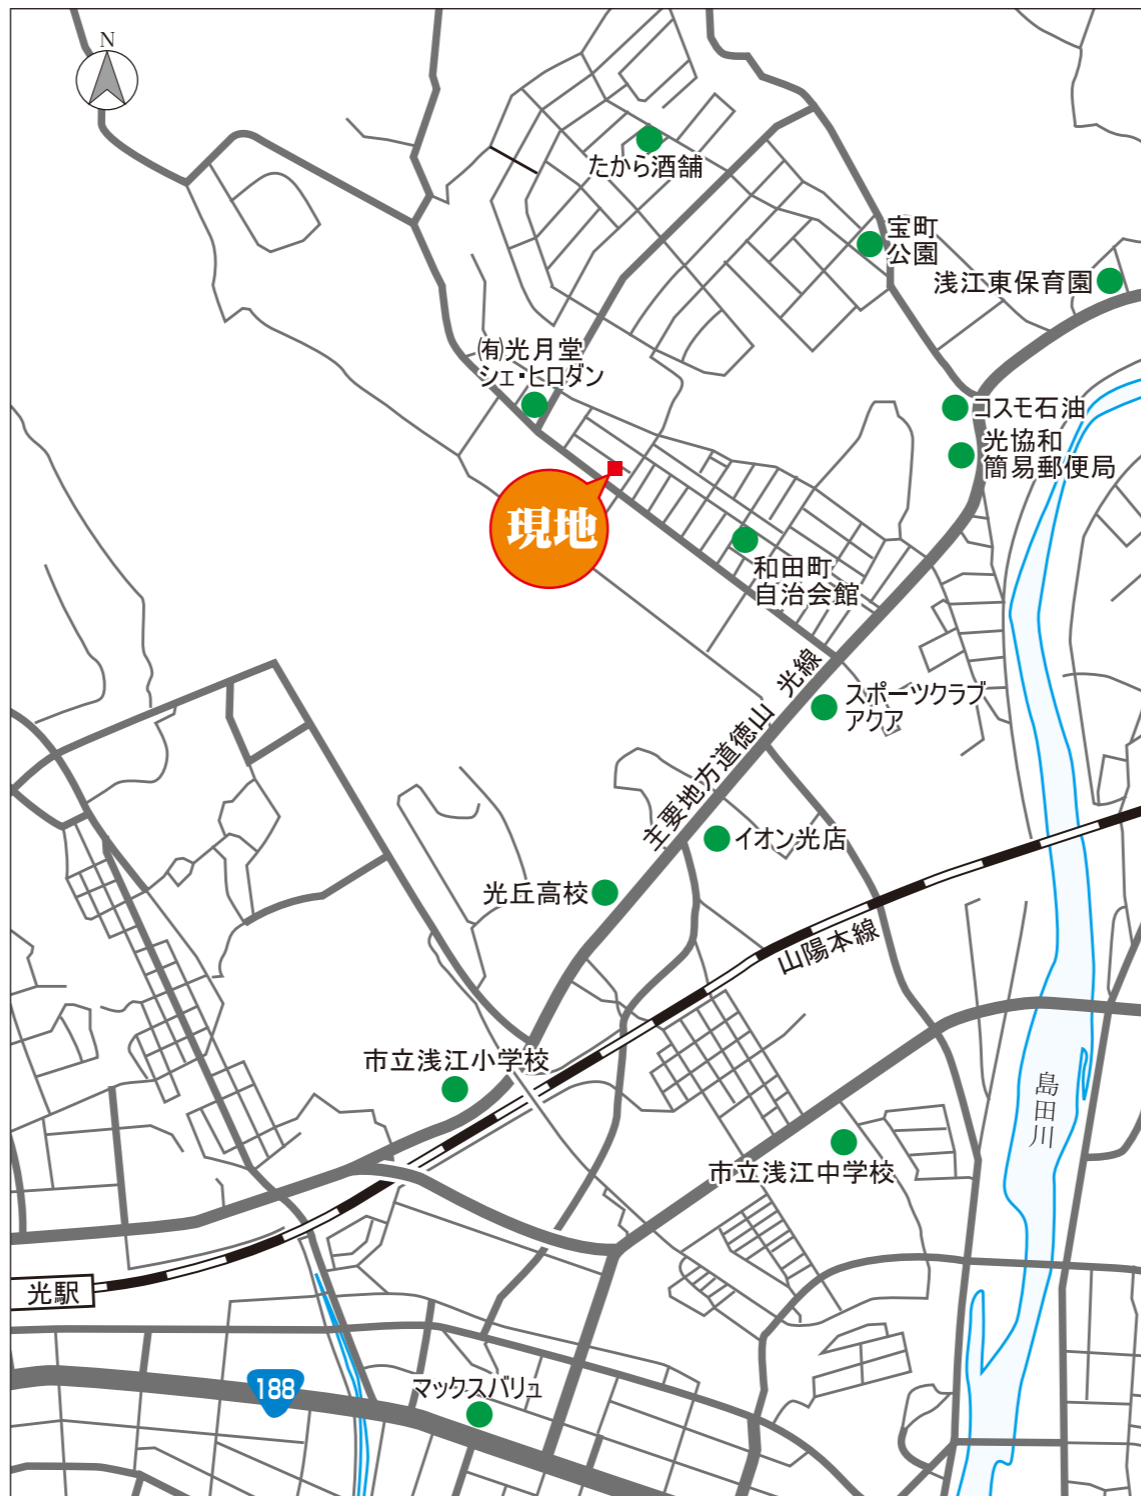 N
たから酒舗
宝町
公園
浅江東保育園
㈲光月堂
シェ・ヒロダン
コスモ石油
光協和
簡易郵便局
現地
和田町
自治会館
主要地方道徳山 光線
スポーツクラブ
アクア
イオン光店
光丘高校
山陽本線
市立浅江小学校
島田川
市立浅江中学校
光駅
188
マックスバリュ